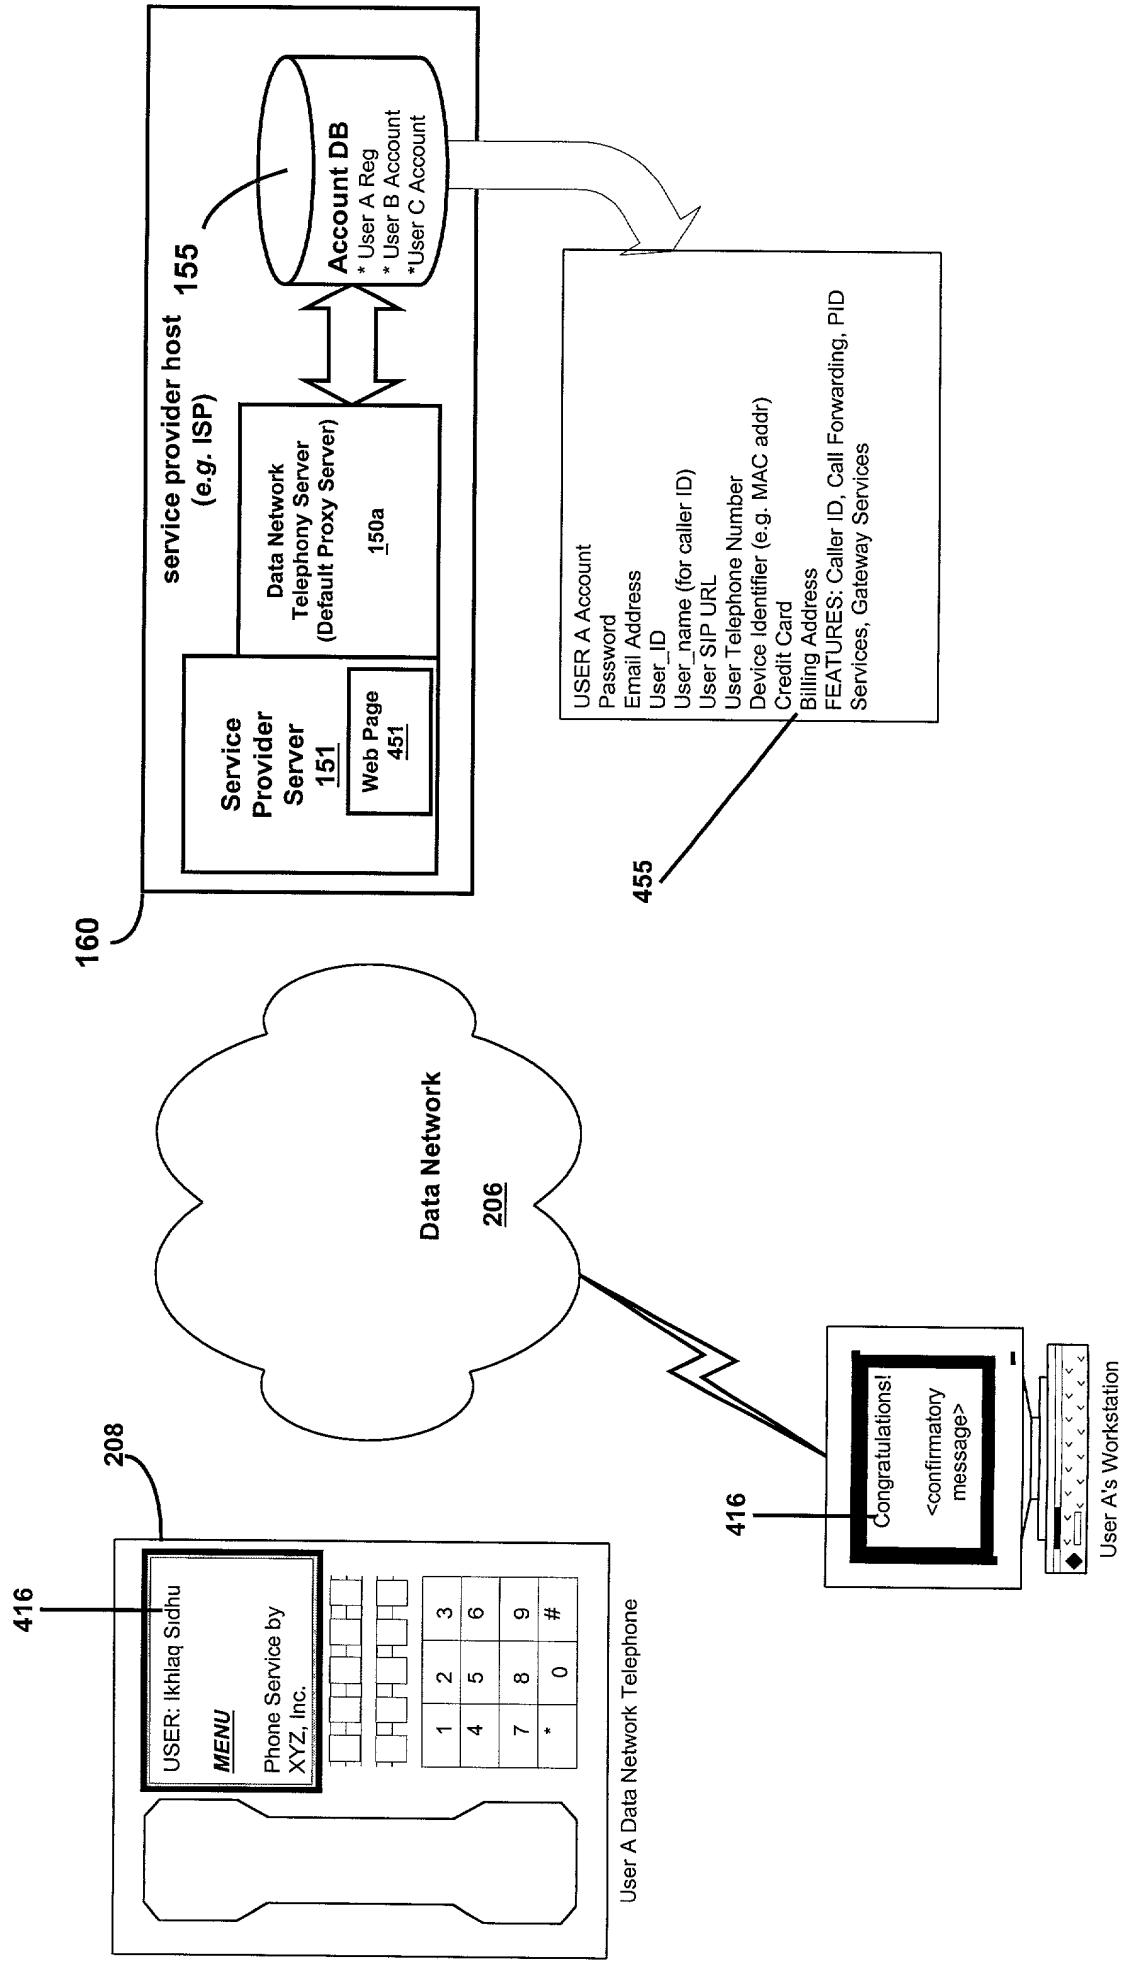 416
208
USER: Ikhlaq Sidhu
MENU
Phone Service by
XYZ, Inc.
1 2 3
4 5 6
7 8 9
* 0 #
User A Data Network Telephone
Data Network
206
416
Congratulations!
<confirmatory
message>
User A's Workstation
160
service provider host
(e.g. ISP)
155
Service
Provider
Server
151
Web Page
451
Data Network
Telephony Server
(Default Proxy Server)
150a
Account DB
* User A Reg
* User B Account
*User C Account
455
USER A Account
Password
Email Address
User_ID
User_name (for caller ID)
User SIP URL
User Telephone Number
Device Identifier (e.g. MAC addr)
Credit Card
Billing Address
FEATURES: Caller ID, Call Forwarding, PID
Services, Gateway Services